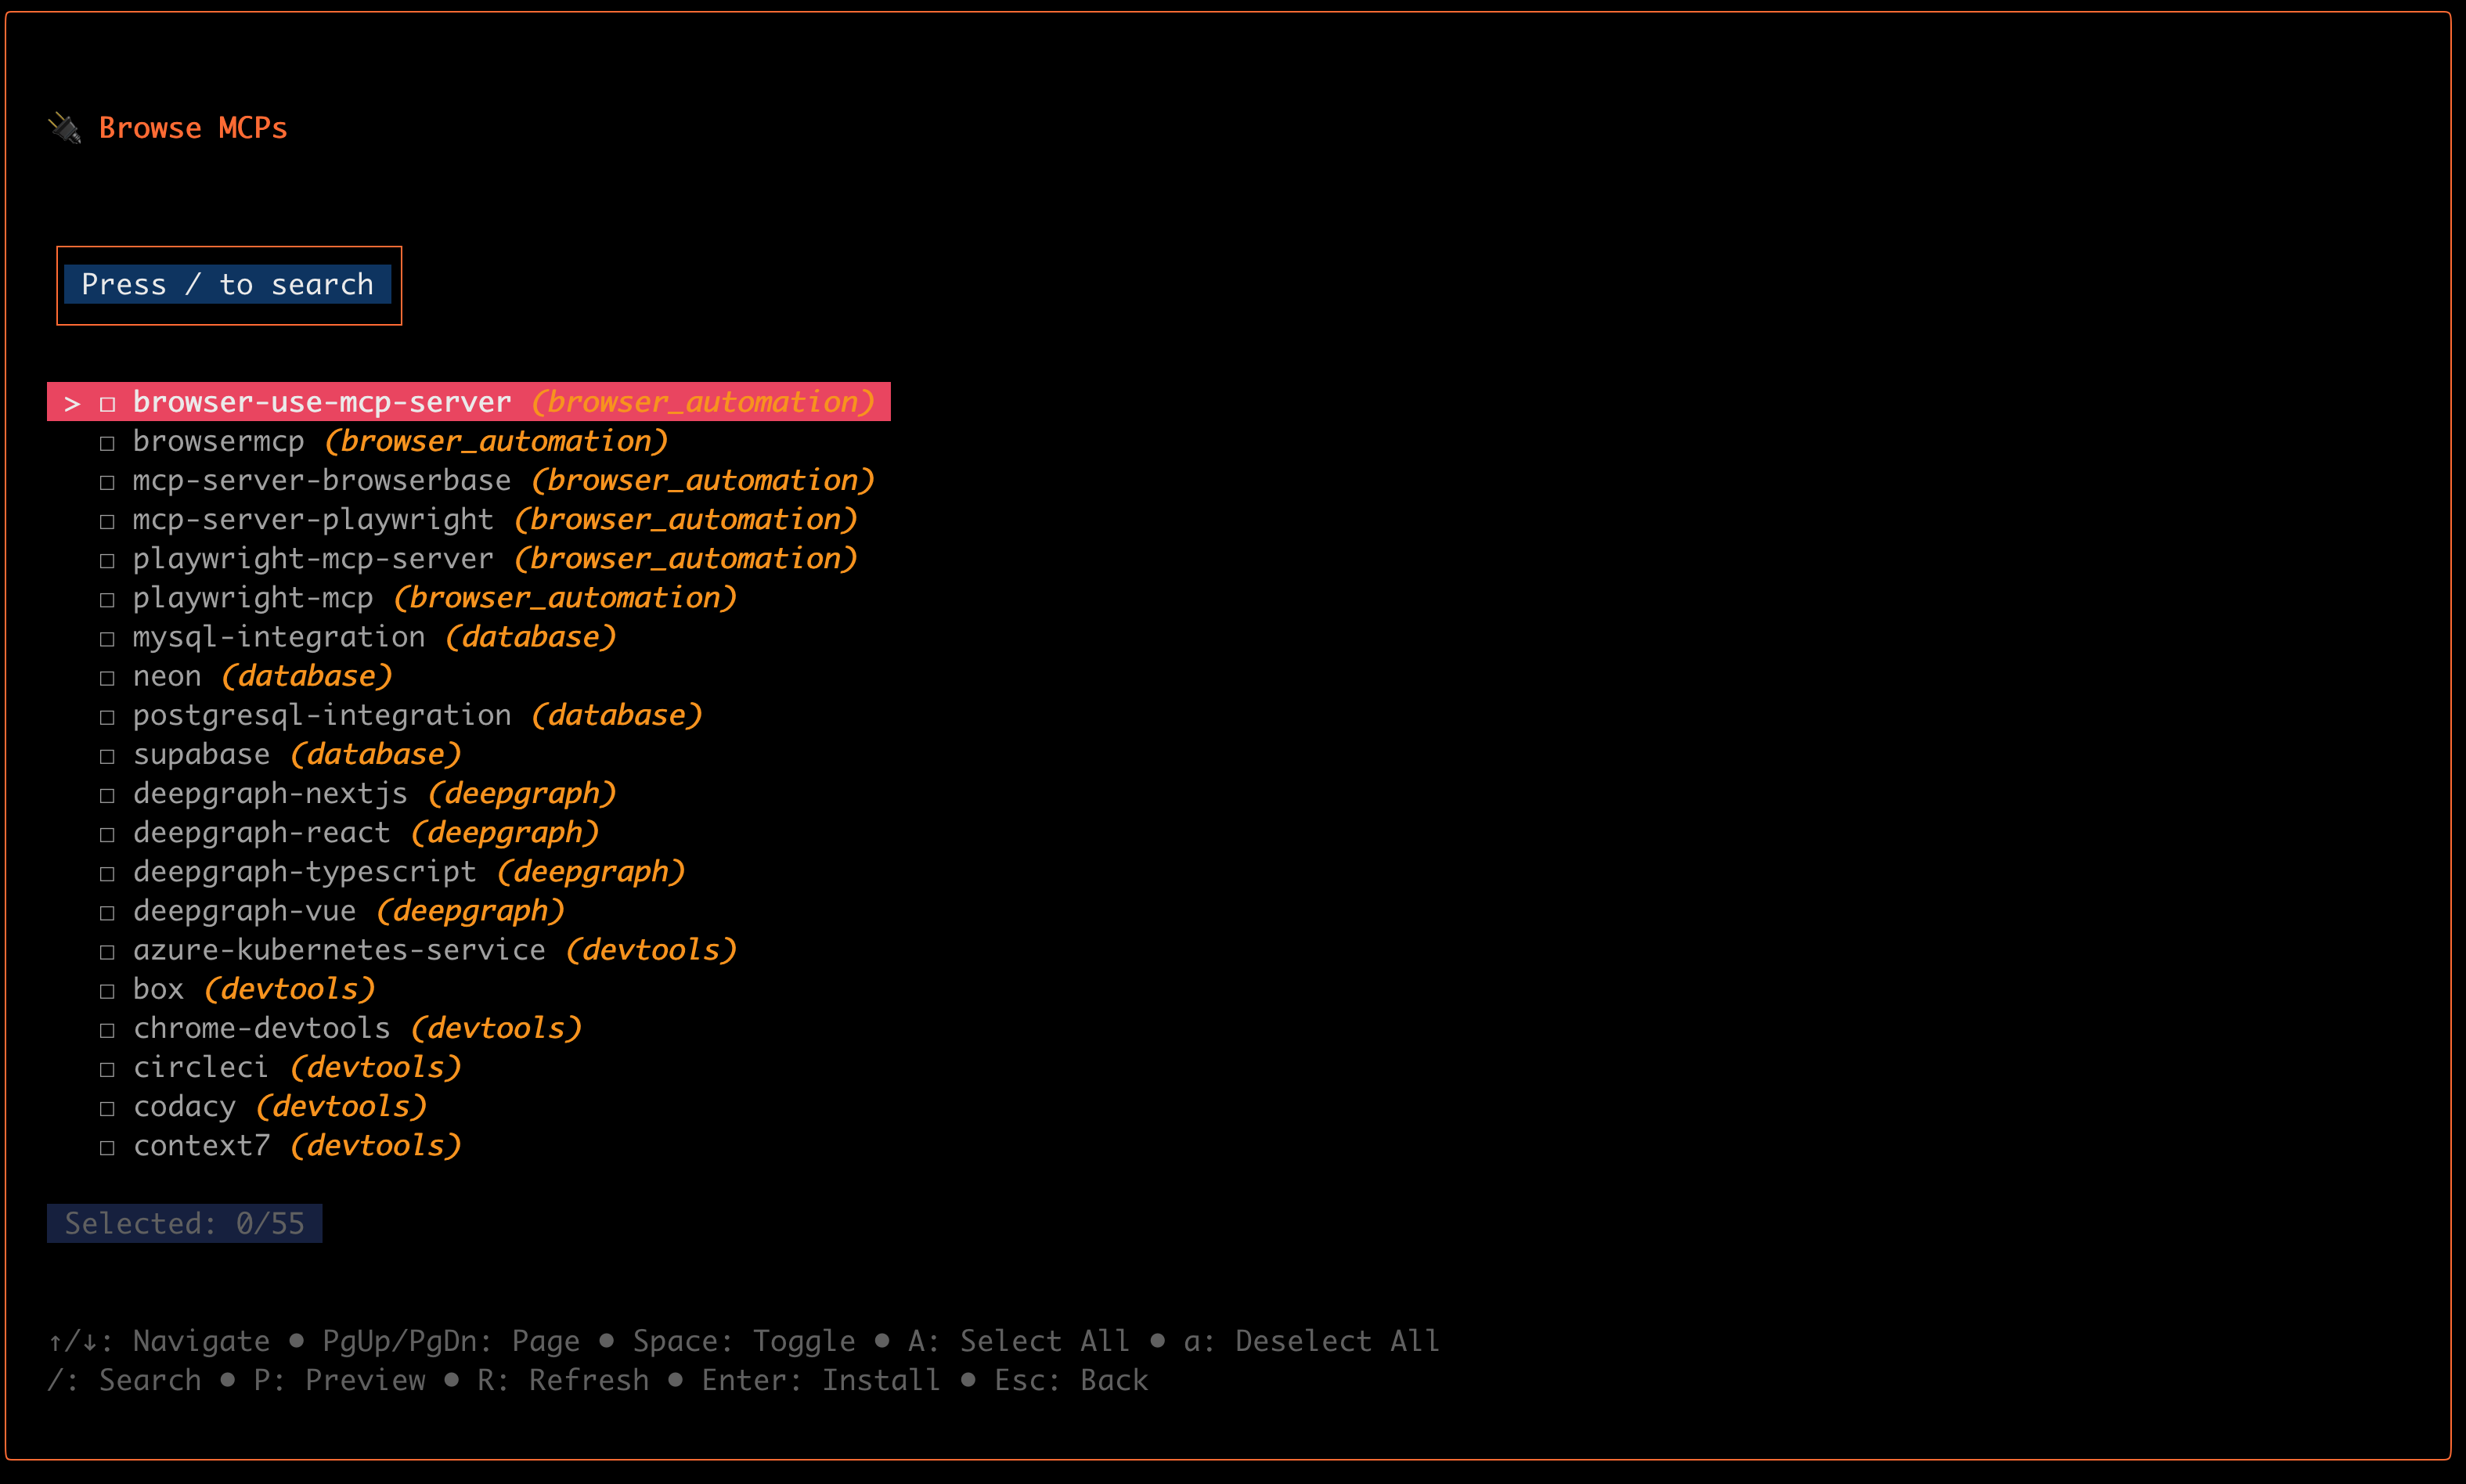 Browse MCPs
Press / to search
> □ browser-use-mcp-server (browser_automation)
□ browsermcp (browser_automation)
□ mcp-server-browserbase (browser_automation)
□ mcp-server-playwright (browser_automation)
□ playwright-mcp-server (browser_automation)
□ playwright-mcp (browser_automation)
□ mysql-integration (database)
□ neon (database)
□ postgresql-integration (database)
□ supabase (database)
□ deepgraph-nextjs (deepgraph)
□ deepgraph-react (deepgraph)
□ deepgraph-typescript (deepgraph)
□ deepgraph-vue (deepgraph)
□ azure-kubernetes-service (devtools)
□ box (devtools)
□ chrome-devtools (devtools)
□ circleci (devtools)
□ codacy (devtools)
□ context7 (devtools)
Selected: 0/55
↑/↓: Navigate • PgUp/PgDn: Page • Space: Toggle • A: Select All • a: Deselect All
/: Search • P: Preview • R: Refresh • Enter: Install • Esc: Back